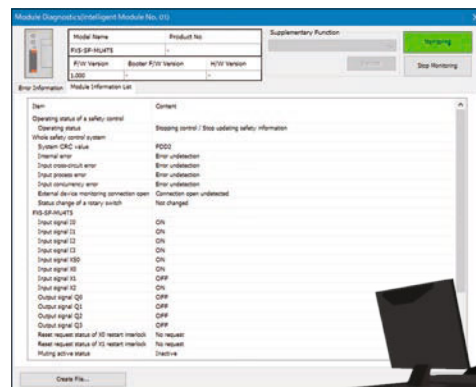 Module Diagnostics(Intelligent Module No. 01)
Model Name Product No Supplementary Function
FX5-SF-MU4T5 -
Monitoring
F/W Version Booter F/W Version H/W Version
Stop Monitoring
1.000 - -
Error Information Module Information List
Item Content
Operating status of a safety control
Operating status Stopping control / Stop updating safety information
Whole safety control system
System CRC value FDD2
Internal error Error undetection
Input cross-circuit error Error undetection
Input process error Error undetection
Input concurrency error Error undetection
External device monitoring connection open Connection open undetected
Status change of a rotary switch Not changed
FX5-SF-MU4T5
Input signal I0 ON
Input signal I1 ON
Input signal I2 ON
Input signal I3 ON
Input signal XS0 ON
Input signal X0 ON
Input signal X1 OFF
Input signal X2 ON
Output signal Q0 OFF
Output signal Q1 OFF
Output signal Q2 OFF
Output signal Q3 OFF
Reset request status of X0 restart interlock No request
Reset request status of X1 restart interlock No request
Muting active status Inactive
Create File...